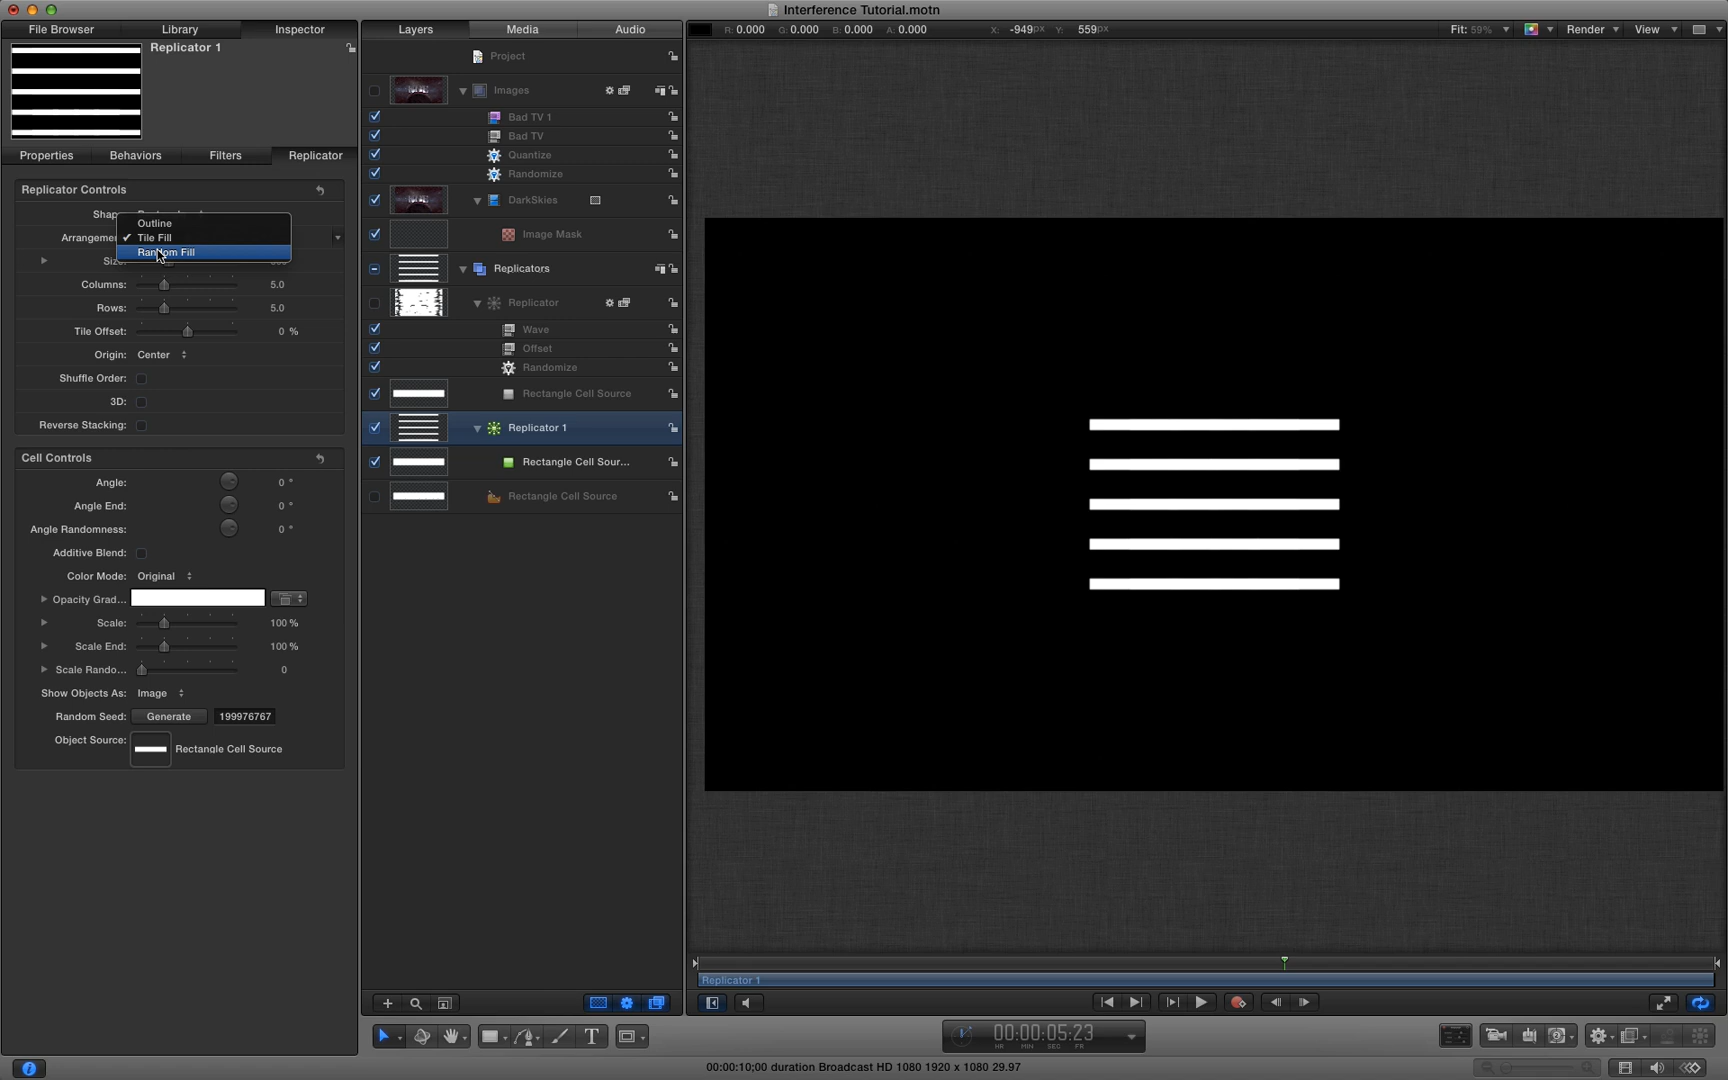 Interference Tutorial.motn
File Browser
Library
Inspector
Layers
Media
Audio
R: 0.000 G: 0.000 B: 0.000 A: 0.000 X: -949px Y: 559px
Fit: 59%
Render
View
Replicator 1
Properties
Behaviors
Filters
Replicator
Replicator Controls
Outline
✓ Tile Fill
Random Fill
Columns: 5.0
Rows: 5.0
Tile Offset: 0 %
Origin: Center
Shuffle Order:
3D:
Reverse Stacking:
Cell Controls
Angle: 0 °
Angle End: 0 °
Angle Randomness: 0 °
Additive Blend:
Color Mode: Original
Opacity Grad...
Scale: 100 %
Scale End: 100 %
Scale Rando... 0
Show Objects As: Image
Random Seed: Generate 199976767
Object Source: Rectangle Cell Source
Project
Images
Bad TV 1
Bad TV
Quantize
Randomize
DarkSkies
Image Mask
Replicators
Replicator
Wave
Offset
Randomize
Rectangle Cell Source
Replicator 1
Rectangle Cell Sour...
Rectangle Cell Source
Replicator 1
T
00:00:05:23
HR MIN SEC FR
00:00:10;00 duration Broadcast HD 1080 1920 x 1080 29.97